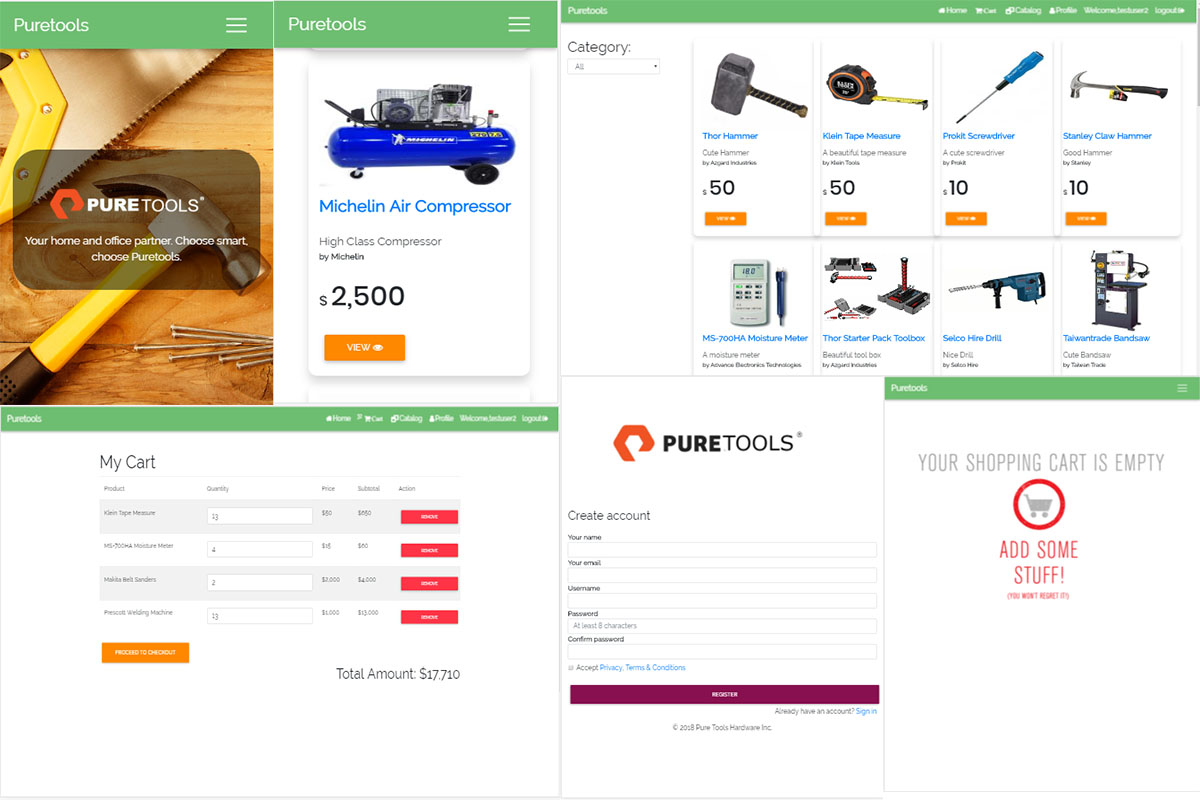 Puretools
PURETOOLS®
Your home and office partner. Choose smart,
choose Puretools.
Puretools
MICHELIN
270 7.5
Michelin Air Compressor
High Class Compressor
by Michelin
$ 2,500
VIEW
Puretools
Home Cart Catalog Profile Welcome,testuser2 logout
Category:
All
KLEIN
Thor Hammer
Cute Hammer
by Azgard Industries
$ 50
VIEW
Klein Tape Measure
A beautiful tape measure
by Klein Tools
$ 50
VIEW
Prokit Screwdriver
A cute screwdriver
by Prokit
$ 10
VIEW
Stanley Claw Hammer
Good Hammer
by Stanley
$ 10
VIEW
18.0
MS-700HA Moisture Meter
A moisture meter
by Advance Electronics Technologies
Thor Starter Pack Toolbox
Beautiful tool box
by Azgard Industries
Selco Hire Drill
Nice Drill
by Selco Hire
Taiwantrade Bandsaw
Cute Bandsaw
by Taiwan Trade
Puretools
Home Cart Catalog Profile Welcome,testuser2 logout
My Cart
Product Quantity Price Subtotal Action
Klein Tape Measure 13 $50 $650 REMOVE
MS-700HA Moisture Meter 4 $15 $60 REMOVE
Makita Belt Sanders 2 $2,000 $4,000 REMOVE
Prescott Welding Machine 13 $1,000 $13,000 REMOVE
PROCEED TO CHECKOUT
Total Amount: $17,710
PURETOOLS®
Create account
Your name
Your email
Username
Password
At least 8 characters
Confirm password
Accept Privacy, Terms & Conditions
REGISTER
Already have an account? Sign in
© 2018 Pure Tools Hardware Inc.
Puretools
YOUR SHOPPING CART IS EMPTY
ADD SOME
STUFF!
(YOU WON'T REGRET IT!)